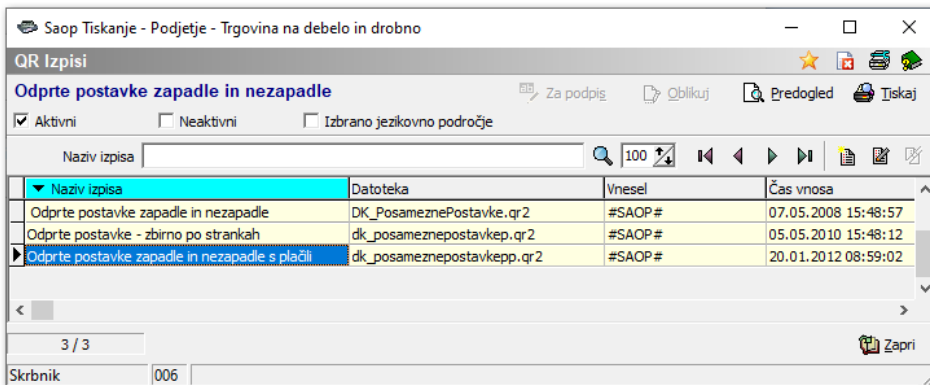 Saop Tiskanje - Podjetje - Trgovina na debelo in drobno
QR Izpisi
Odprte postavke zapadle in nezapadle Za podpis Oblikuj Predogled Tiskaj
Aktivni Neaktivni Izbrano jezikovno področje
Naziv izpisa 100
Naziv izpisa Datoteka Vnesel Čas vnosa
Odprte postavke zapadle in nezapadle DK_PosameznePostavke.qr2 #SAOP# 07.05.2008 15:48:57
Odprte postavke - zbirno po strankah dk_posameznepostavkep.qr2 #SAOP# 05.05.2010 15:48:12
Odprte postavke zapadle in nezapadle s plačili dk_posameznepostavkepp.qr2 #SAOP# 20.01.2012 08:59:02
3 / 3 Zapri
Skrbnik 006